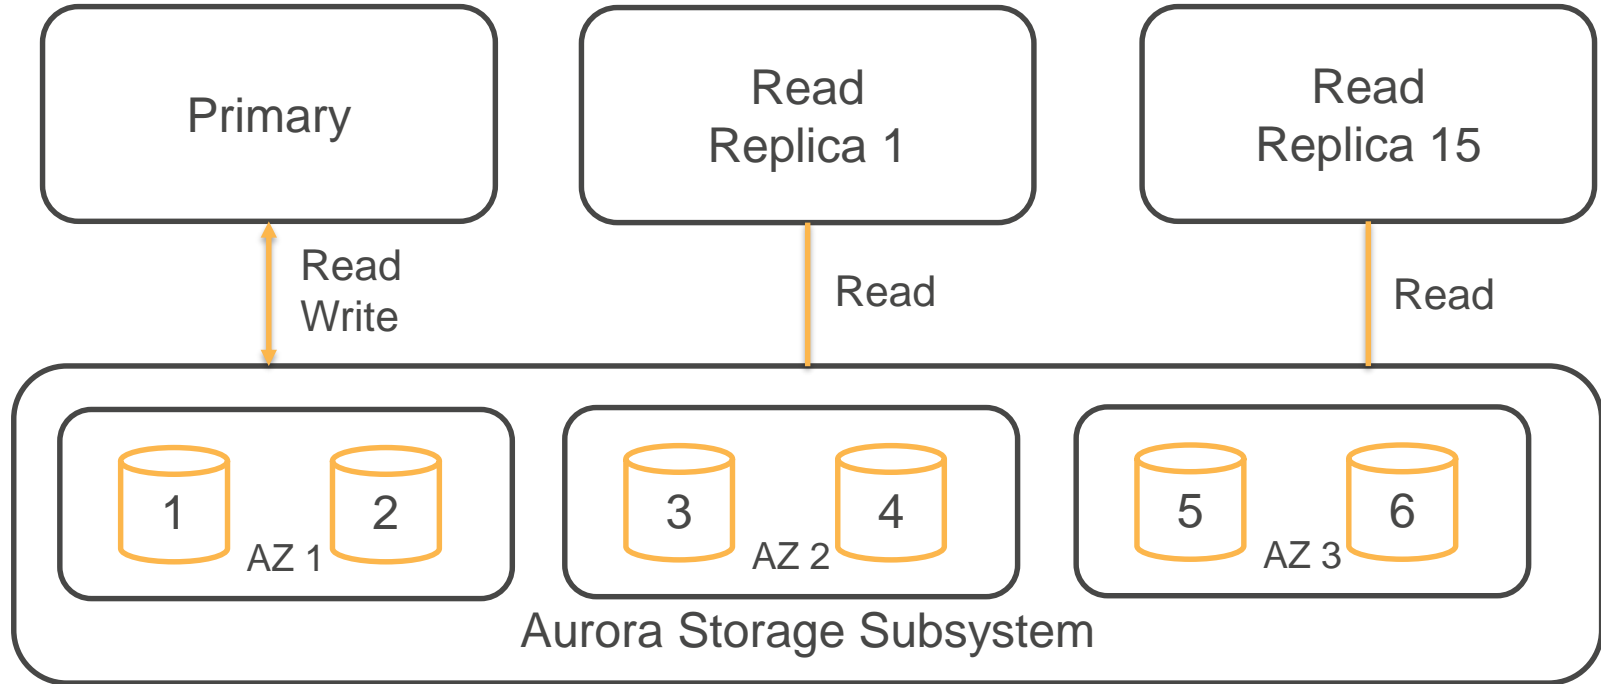 Primary
Read
Replica 1
Read
Replica 15
Read
Write
Read
Read
1
2
AZ 1
3
4
AZ 2
5
6
AZ 3
Aurora Storage Subsystem